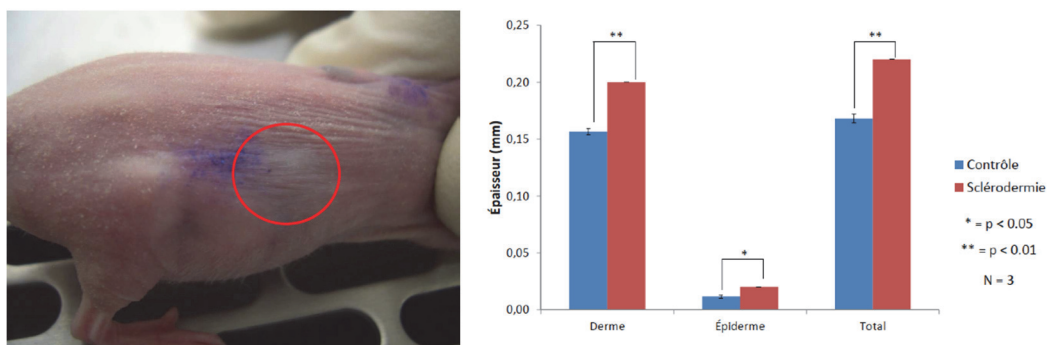 0,25
0,20
0,15
0,10
0,05
0,00
Épaisseur (mm)
** * **
Derme Épiderme Total
Contrôle
Sclérodermie
* = p < 0.05
** = p < 0.01
N = 3